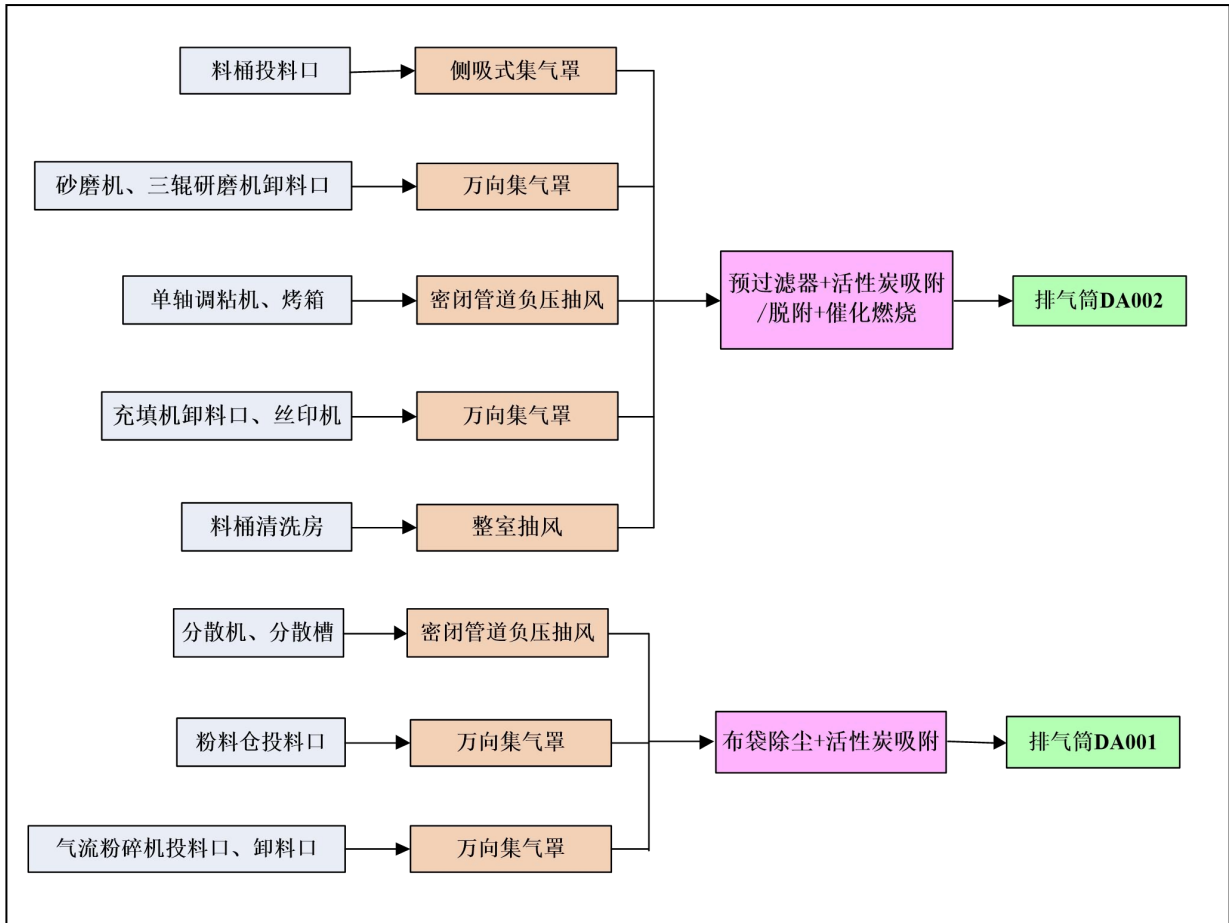 料桶投料口
侧吸式集气罩
砂磨机、三辊研磨机卸料口
万向集气罩
单轴调粘机、烤箱
密闭管道负压抽风
预过滤器+活性炭吸附
/脱附+催化燃烧
排气筒DA002
充填机卸料口、丝印机
万向集气罩
料桶清洗房
整室抽风
分散机、分散槽
密闭管道负压抽风
粉料仓投料口
万向集气罩
布袋除尘+活性炭吸附
排气筒DA001
气流粉碎机投料口、卸料口
万向集气罩